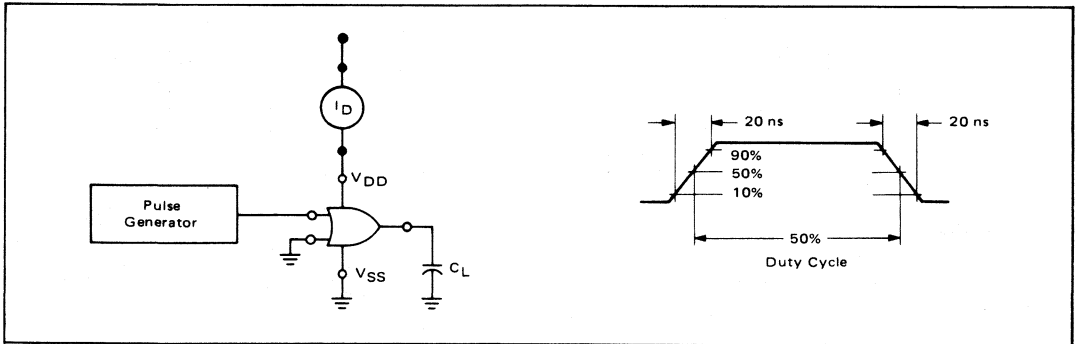 I_D
V_DD
Pulse
Generator
V_SS
C_L
20 ns
20 ns
90%
50%
10%
50%
Duty Cycle